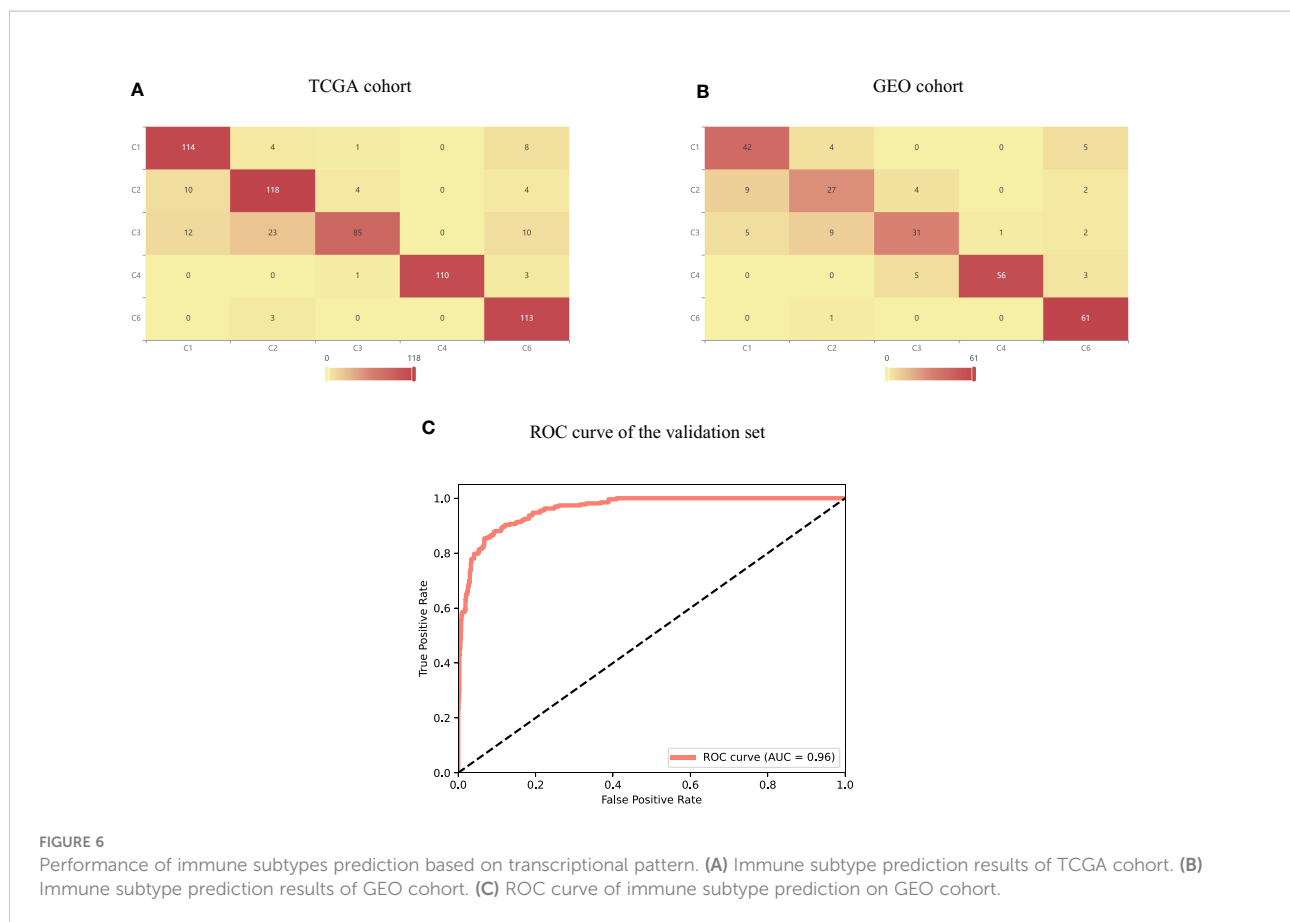 A
TCGA cohort
C1 114 4 1 0 8
C2 10 118 4 0 4
C3 12 23 85 0 10
C4 0 0 1 110 3
C6 0 3 0 0 113
C1 C2 C3 C4 C6
0 118
B
GEO cohort
C1 42 4 0 0 5
C2 9 27 4 0 2
C3 5 9 31 1 2
C4 0 0 5 56 3
C6 0 1 0 0 61
C1 C2 C3 C4 C6
0 61
C
ROC curve of the validation set
True Positive Rate
1.0
0.8
0.6
0.4
0.2
0.0
ROC curve (AUC = 0.96)
0.0 0.2 0.4 0.6 0.8 1.0
False Positive Rate
FIGURE 6
Performance of immune subtypes prediction based on transcriptional pattern. (A) Immune subtype prediction results of TCGA cohort. (B)
Immune subtype prediction results of GEO cohort. (C) ROC curve of immune subtype prediction on GEO cohort.